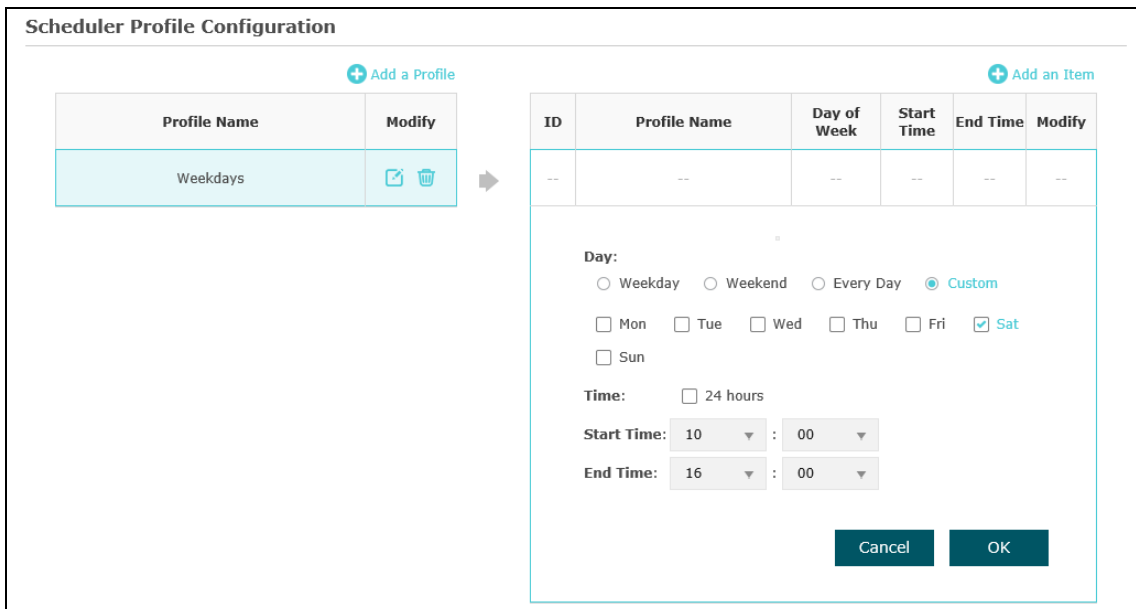 Scheduler Profile Configuration
Add a Profile
Add an Item
Profile Name Modify
ID Profile Name Day of Week Start Time End Time Modify
Weekdays
-- -- -- -- -- --
Day:
Weekday Weekend Every Day Custom
Mon Tue Wed Thu Fri Sat
Sun
Time: 24 hours
Start Time: 10 : 00
End Time: 16 : 00
Cancel OK